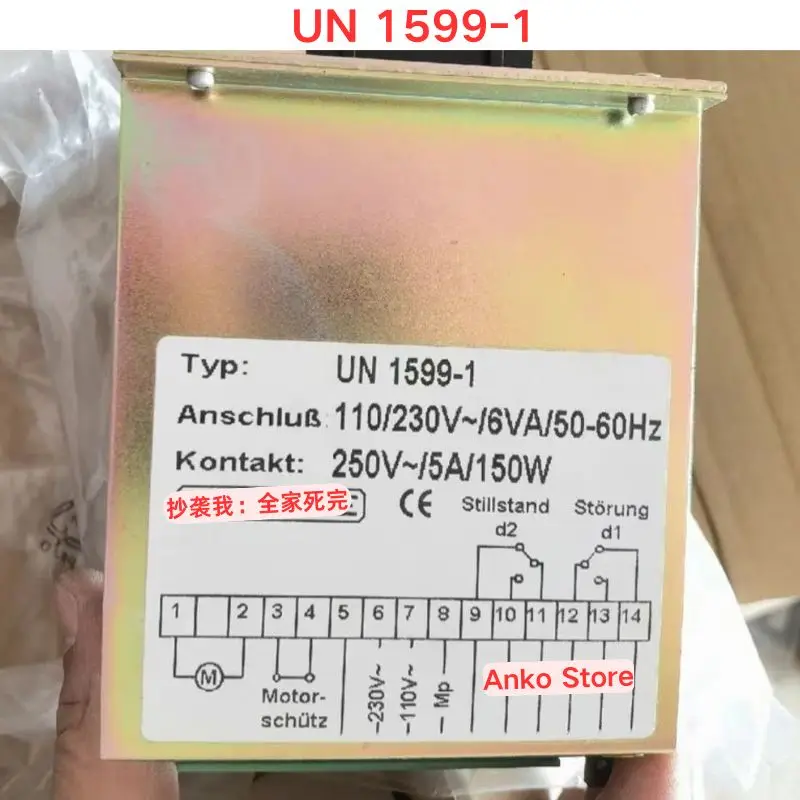 UN 1599-1
Typ: UN 1599-1
Anschluß 110/230V~/6VA/50-60Hz
Kontakt: 250V~/5A/150W
抄袭我：全家死完
CE
Stillstand Störung
d2 d1
1 2 3 4 5 6 7 8 9 10 11 12 13 14
M
Motor-
schütz
-230V~
-110V~
- Mp
Anko Store